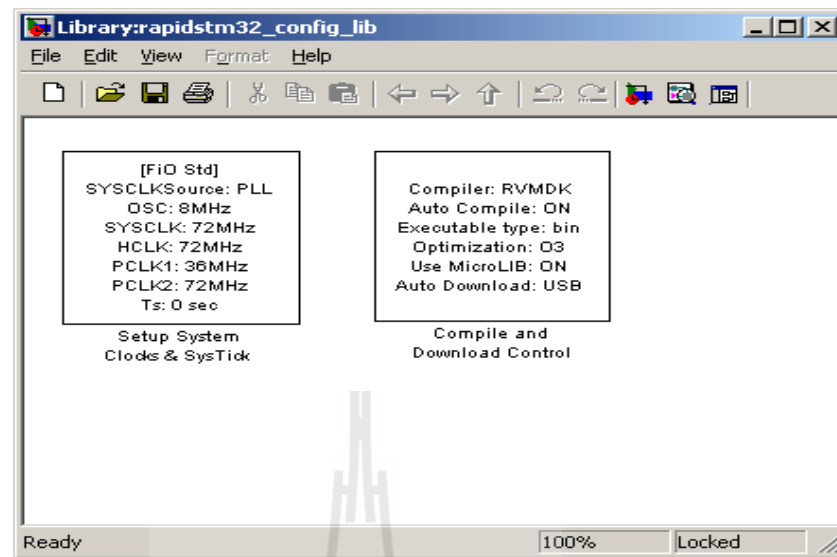 Library:rapidstm32_config_lib
File Edit View Format Help
[FiO Std]
SYSCLKSource: PLL
OSC: 8MHz
SYSCLK: 72MHz
HCLK: 72MHz
PCLK1: 36MHz
PCLK2: 72MHz
Ts: 0 sec
Setup System
Clocks & SysTick
Compiler: RVMDK
Auto Compile: ON
Executable type: bin
Optimization: O3
Use MicroLIB: ON
Auto Download: USB
Compile and
Download Control
Ready 100% Locked